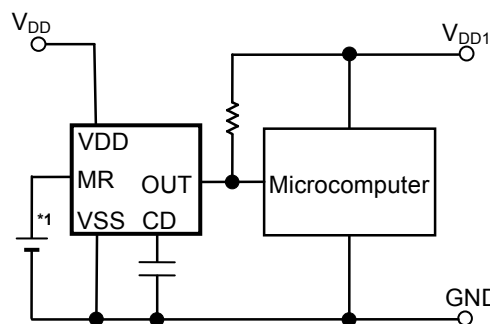 VDD
VDD1
VDD
MR
OUT
Microcomputer
*1
VSS CD
GND